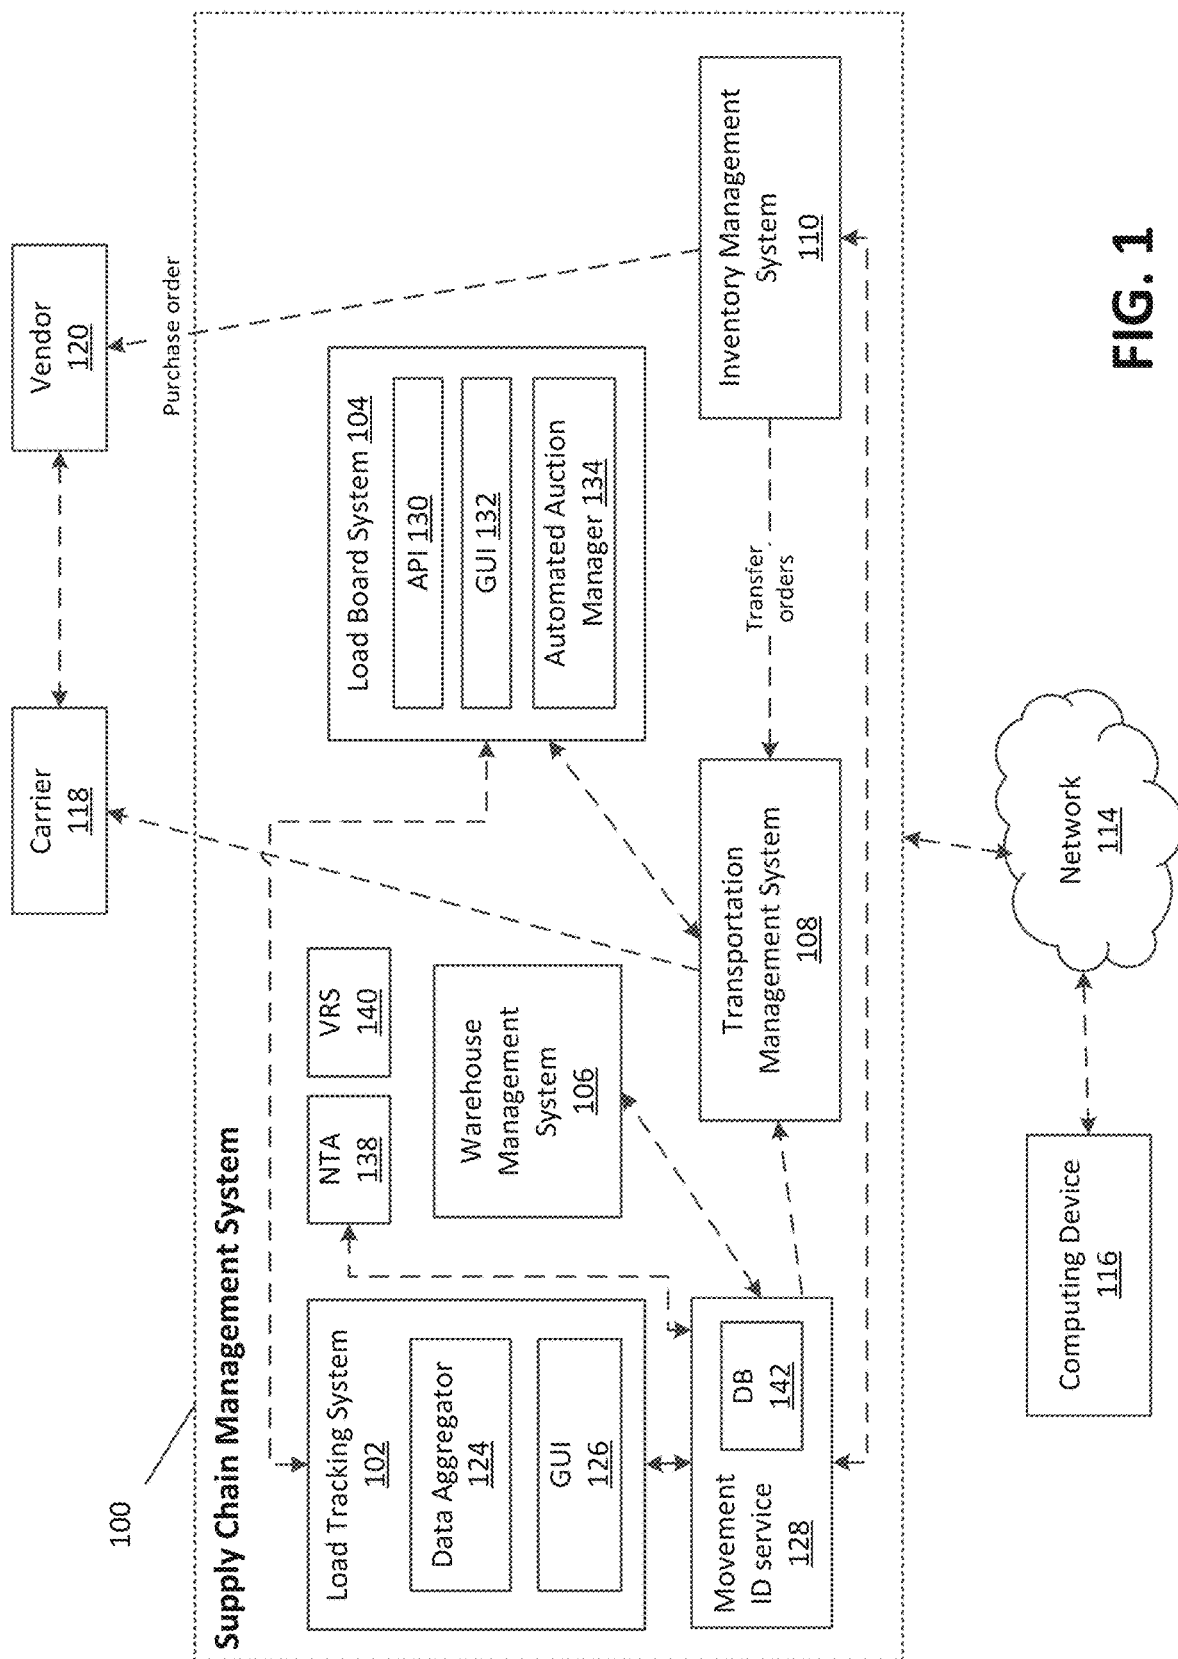 100
Supply Chain Management System
Carrier
118
Vendor
120
Purchase order
Load Tracking System
102
Data Aggregator
124
GUI
126
NTA
138
VRS
140
Load Board System 104
API 130
GUI 132
Automated Auction
Manager 134
Warehouse
Management
System
106
Movement
ID service
128
DB
142
Transportation
Management System
108
Transfer
orders
Inventory Management
System
110
Computing Device
116
Network
114
FIG. 1